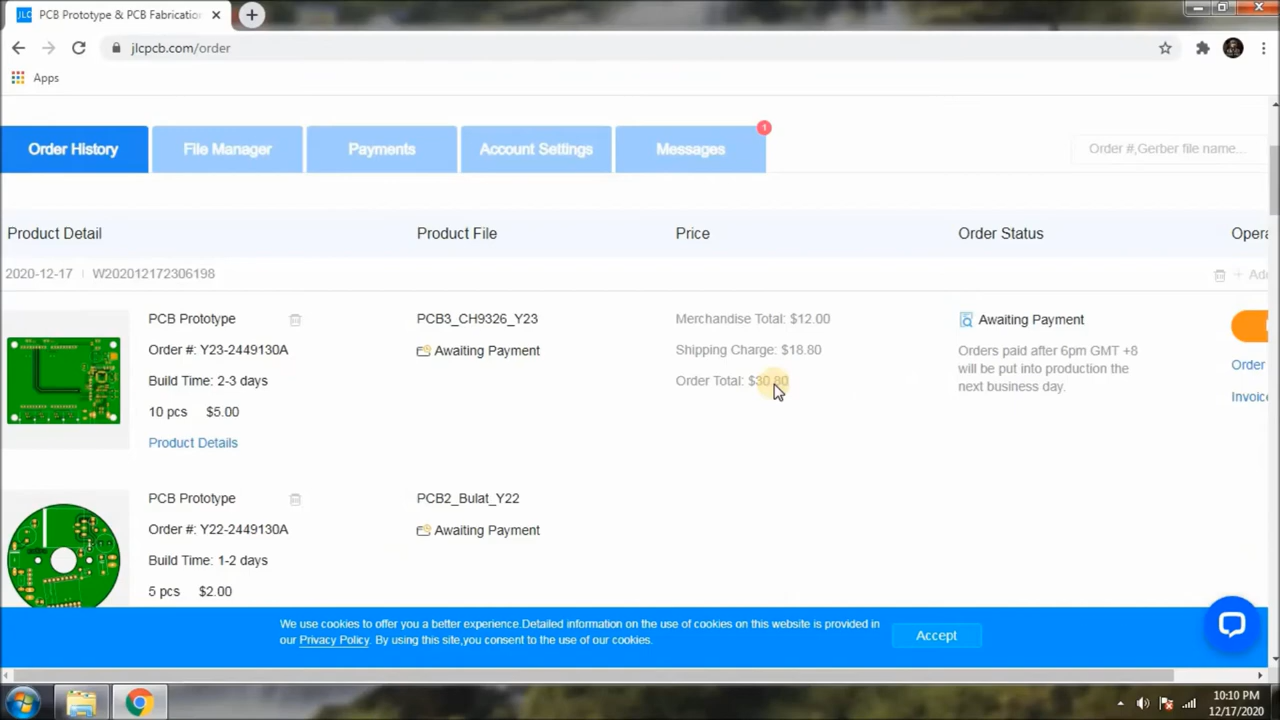 PCB Prototype & PCB Fabrication
jlcpcb.com/order
Apps
Order History
File Manager
Payments
Account Settings
Messages
1
Order #,Gerber file name...
Product Detail
Product File
Price
Order Status
2020-12-17
W202012172306198
PCB Prototype
Order #: Y23-2449130A
Build Time: 2-3 days
10 pcs $5.00
Product Details
PCB3_CH9326_Y23
Awaiting Payment
Merchandise Total: $12.00
Shipping Charge: $18.80
Order Total: $30.80
Awaiting Payment
Orders paid after 6pm GMT +8
will be put into production the
next business day.
Order
Invoice
PCB Prototype
Order #: Y22-2449130A
Build Time: 1-2 days
5 pcs $2.00
PCB2_Bulat_Y22
Awaiting Payment
We use cookies to offer you a better experience.Detailed information on the use of cookies on this website is provided in
our Privacy Policy. By using this site,you consent to the use of our cookies.
Accept
10:10 PM
12/17/2020